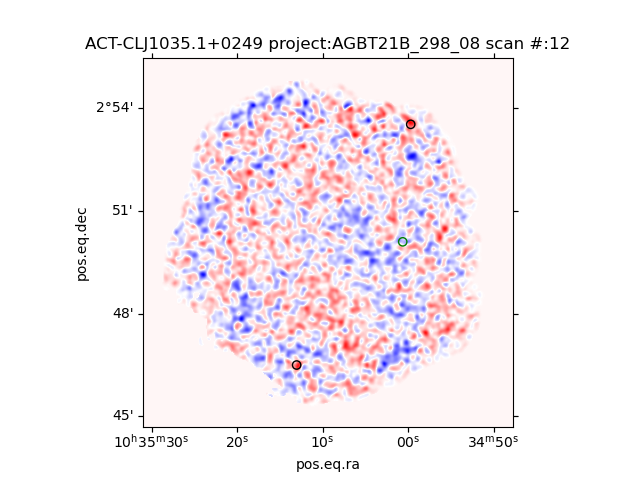 ACT-CLJ1035.1+0249 project:AGBT21B_298_08 scan #:12
2°54'
51'
48'
45'
pos.eq.dec
10ʰ35ᵐ30ˢ 20ˢ 10ˢ 00ˢ 34ᵐ50ˢ
pos.eq.ra